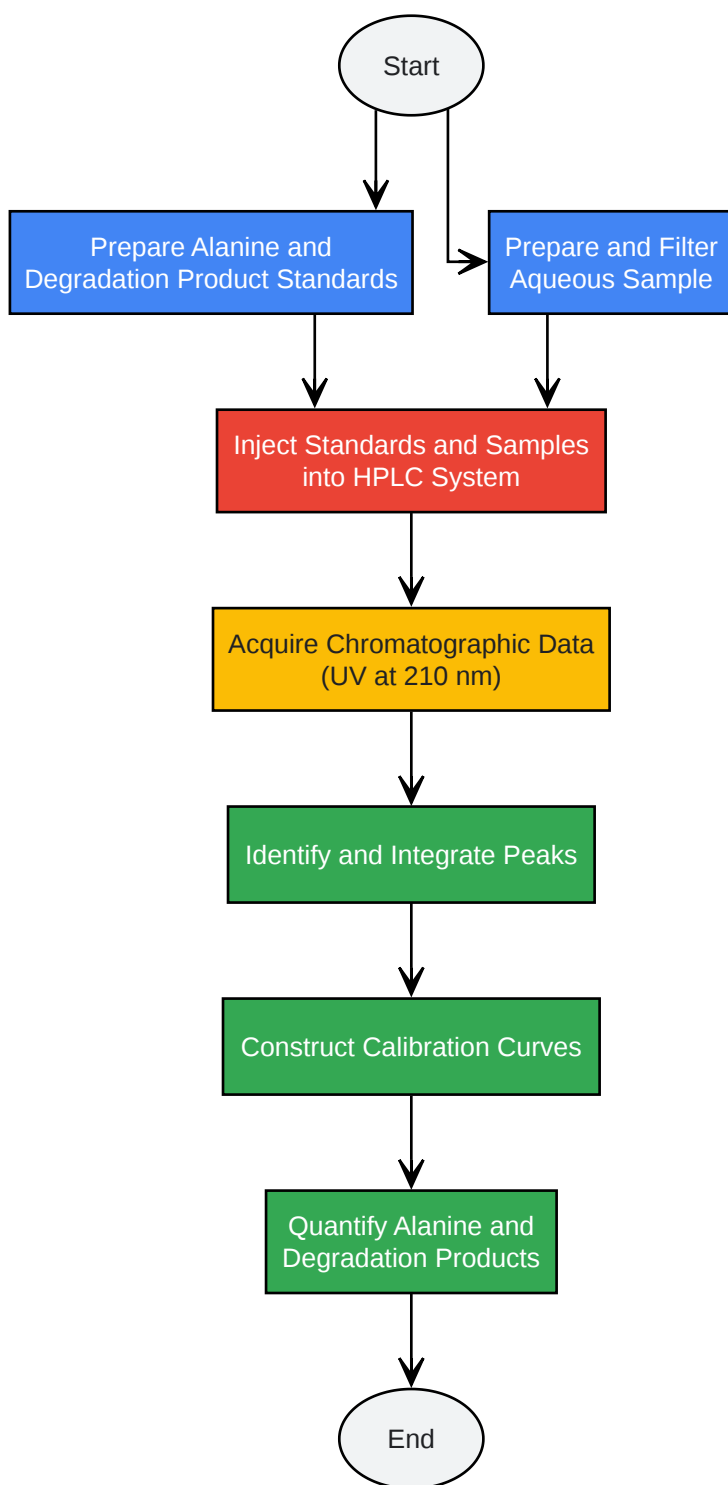 Start
Prepare Alanine and
Degradation Product Standards
Prepare and Filter
Aqueous Sample
Inject Standards and Samples
into HPLC System
Acquire Chromatographic Data
(UV at 210 nm)
Identify and Integrate Peaks
Construct Calibration Curves
Quantify Alanine and
Degradation Products
End